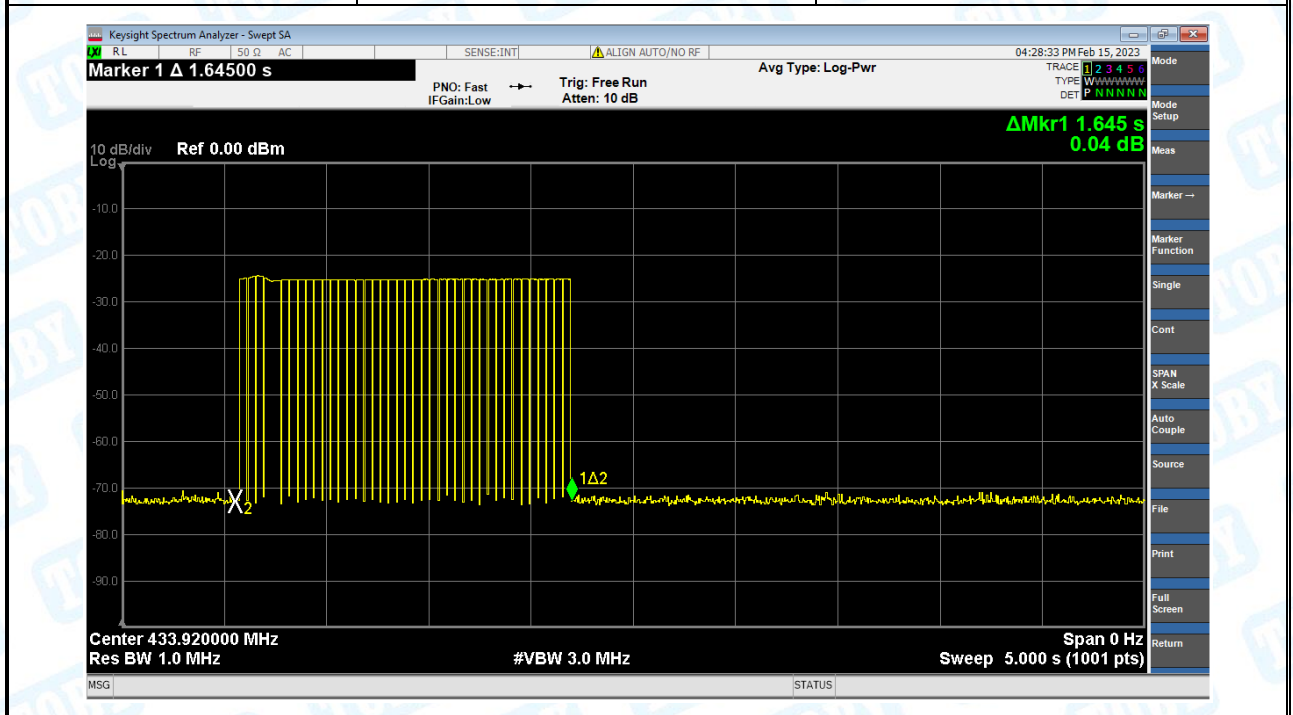 Keysight Spectrum Analyzer - Swept SA
LXI RL RF 50 Ω AC SENSE:INT ALIGN AUTO/NO RF 04:28:33 PM Feb 15, 2023
Marker 1 Δ 1.64500 s
PNO: Fast
IFGain:Low
Trig: Free Run
Atten: 10 dB
Avg Type: Log-Pwr
TRACE 1 2 3 4 5 6
TYPE WWWWWW
DET P N N N N N
ΔMkr1 1.645 s
0.04 dB
10 dB/div Ref 0.00 dBm
Log
-10.0
-20.0
-30.0
-40.0
-50.0
-60.0
-70.0
-80.0
-90.0
1Δ2
X2
Center 433.920000 MHz
Res BW 1.0 MHz
#VBW 3.0 MHz
Span 0 Hz
Sweep 5.000 s (1001 pts)
MSG
STATUS
Mode
Mode Setup
Meas
Marker →
Marker Function
Single
Cont
SPAN X Scale
Auto Couple
Source
File
Print
Full Screen
Return
TOBY